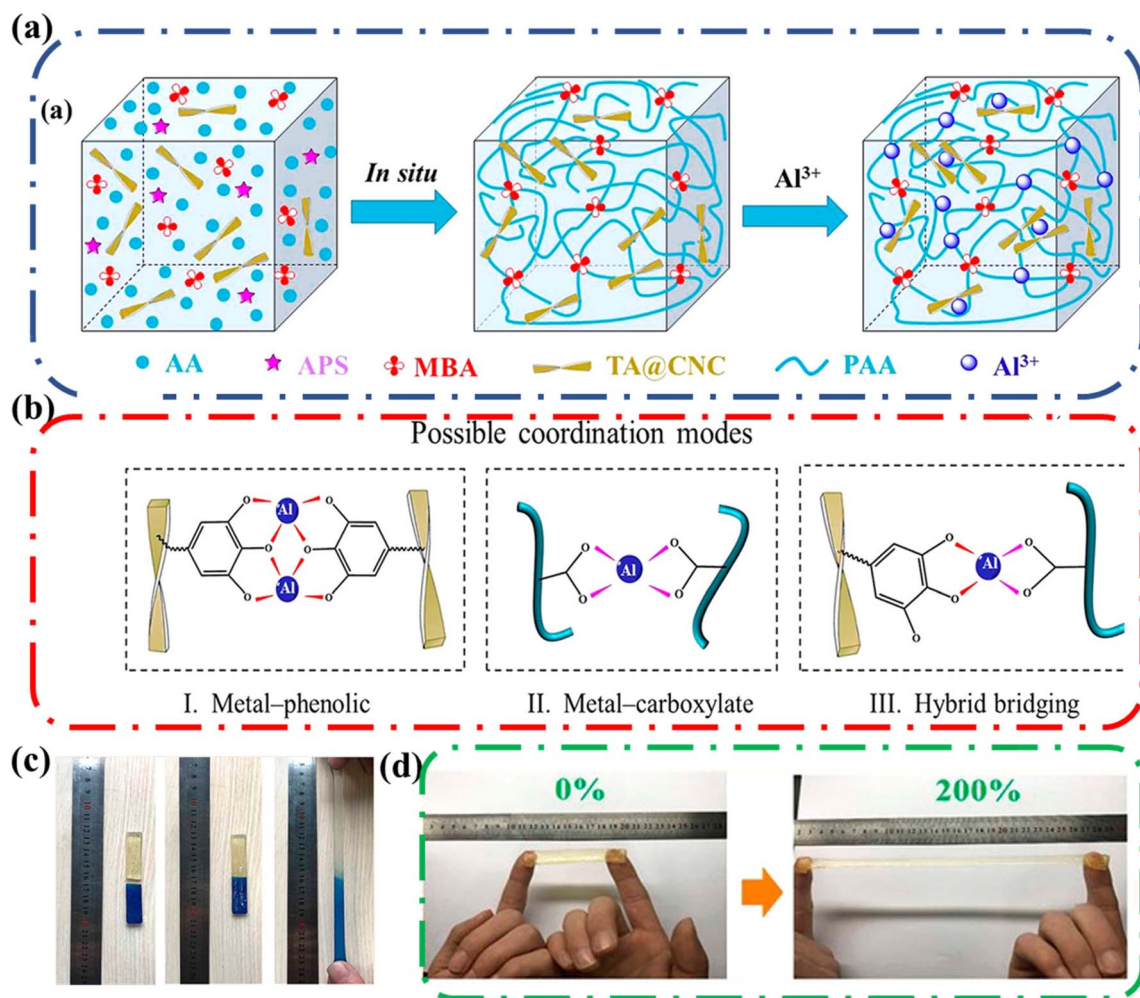 (a)
(a)
In situ
Al³⁺
AA
APS
MBA
TA@CNC
PAA
Al³⁺
(b)
Possible coordination modes
O Al O
O O
O Al O
O Al O
O O
O Al O
O O
O
I. Metal–phenolic
II. Metal–carboxylate
III. Hybrid bridging
(c)
(d)
0%
200%